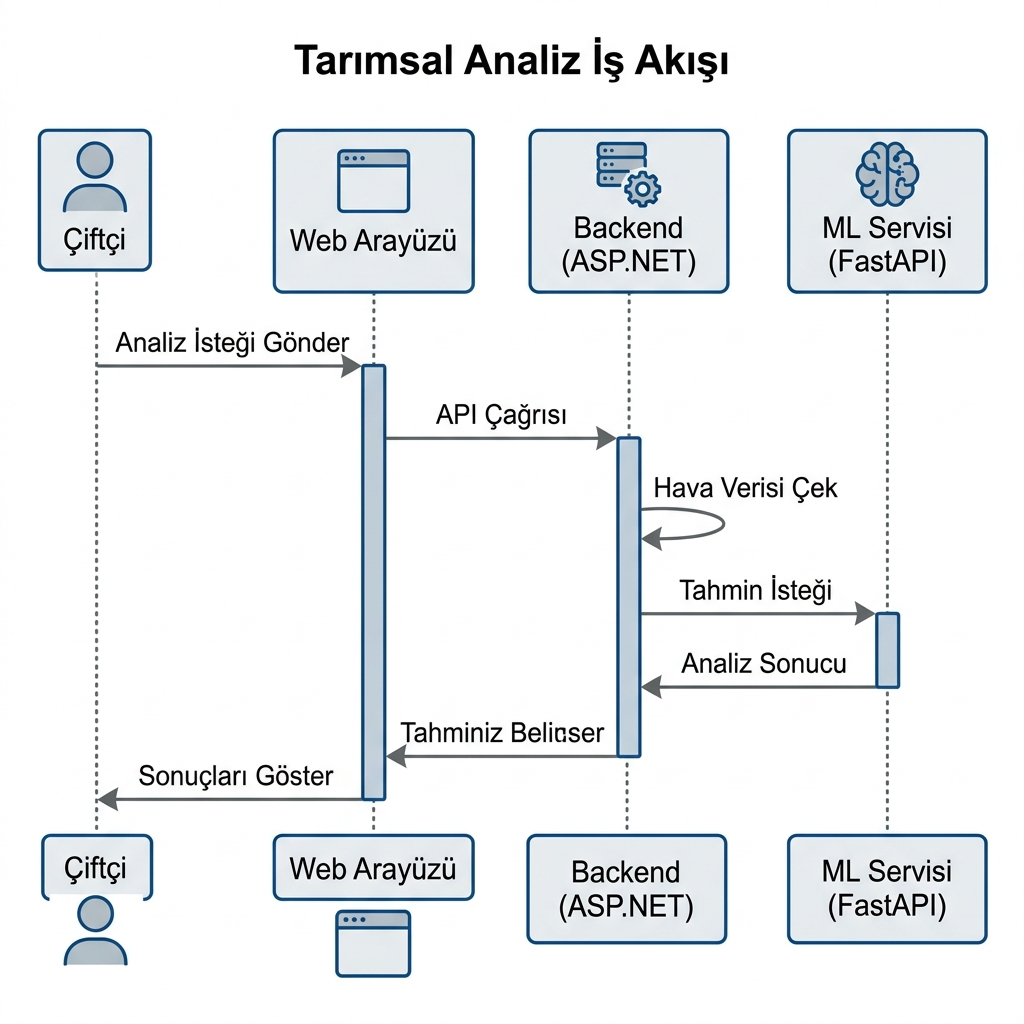 Tarımsal Analiz İş Akışı
Çiftçi
Web Arayüzü
Backend
(ASP.NET)
ML Servisi
(FastAPI)
Analiz İsteği Gönder
API Çağrısı
Hava Verisi Çek
Tahmin İsteği
Analiz Sonucu
Tahminiz
Sonuçları Göster
Çiftçi
Web Arayüzü
Backend
(ASP.NET)
ML Servisi
(FastAPI)